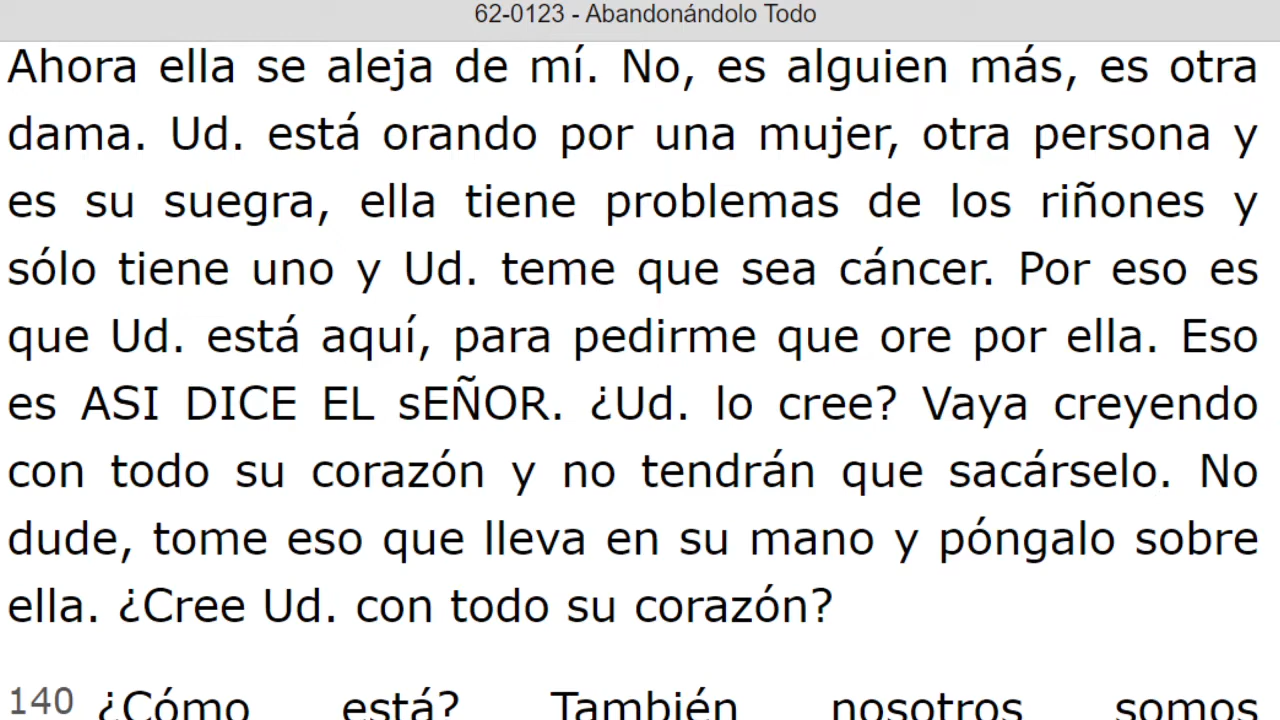 62-0123 - Abandonándolo Todo
Ahora ella se aleja de mí. No, es alguien más, es otra
dama. Ud. está orando por una mujer, otra persona y
es su suegra, ella tiene problemas de los riñones y
sólo tiene uno y Ud. teme que sea cáncer. Por eso es
que Ud. está aquí, para pedirme que ore por ella. Eso
es ASI DICE EL sEÑOR. ¿Ud. lo cree? Vaya creyendo
con todo su corazón y no tendrán que sacárselo. No
dude, tome eso que lleva en su mano y póngalo sobre
ella. ¿Cree Ud. con todo su corazón?
140 ¿Cómo está? También nosotros somos